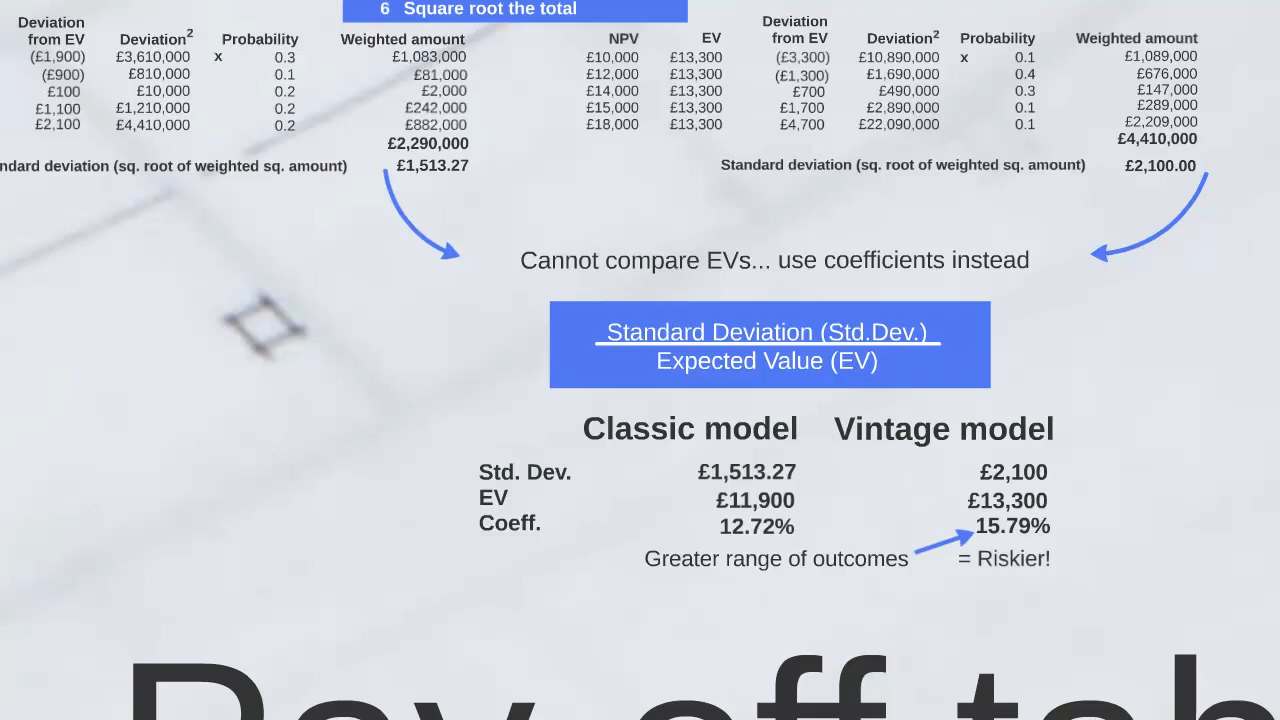 6 Square root the total
Deviation from EV Deviation2 Probability Weighted amount
(£1,900) £3,610,000 x 0.3 £1,083,000
(£900) £810,000 0.1 £81,000
£100 £10,000 0.2 £2,000
£1,100 £1,210,000 0.2 £242,000
£2,100 £4,410,000 0.2 £882,000
£2,290,000
ndard deviation (sq. root of weighted sq. amount) £1,513.27
NPV EV Deviation from EV Deviation2 Probability Weighted amount
£10,000 £13,300 (£3,300) £10,890,000 x 0.1 £1,089,000
£12,000 £13,300 (£1,300) £1,690,000 0.4 £676,000
£14,000 £13,300 £700 £490,000 0.3 £147,000
£15,000 £13,300 £1,700 £2,890,000 0.1 £289,000
£18,000 £13,300 £4,700 £22,090,000 0.1 £2,209,000
£4,410,000
Standard deviation (sq. root of weighted sq. amount) £2,100.00
Cannot compare EVs... use coefficients instead
Standard Deviation (Std.Dev.)
Expected Value (EV)
Classic model Vintage model
Std. Dev. £1,513.27 £2,100
EV £11,900 £13,300
Coeff. 12.72% 15.79%
Greater range of outcomes = Riskier!